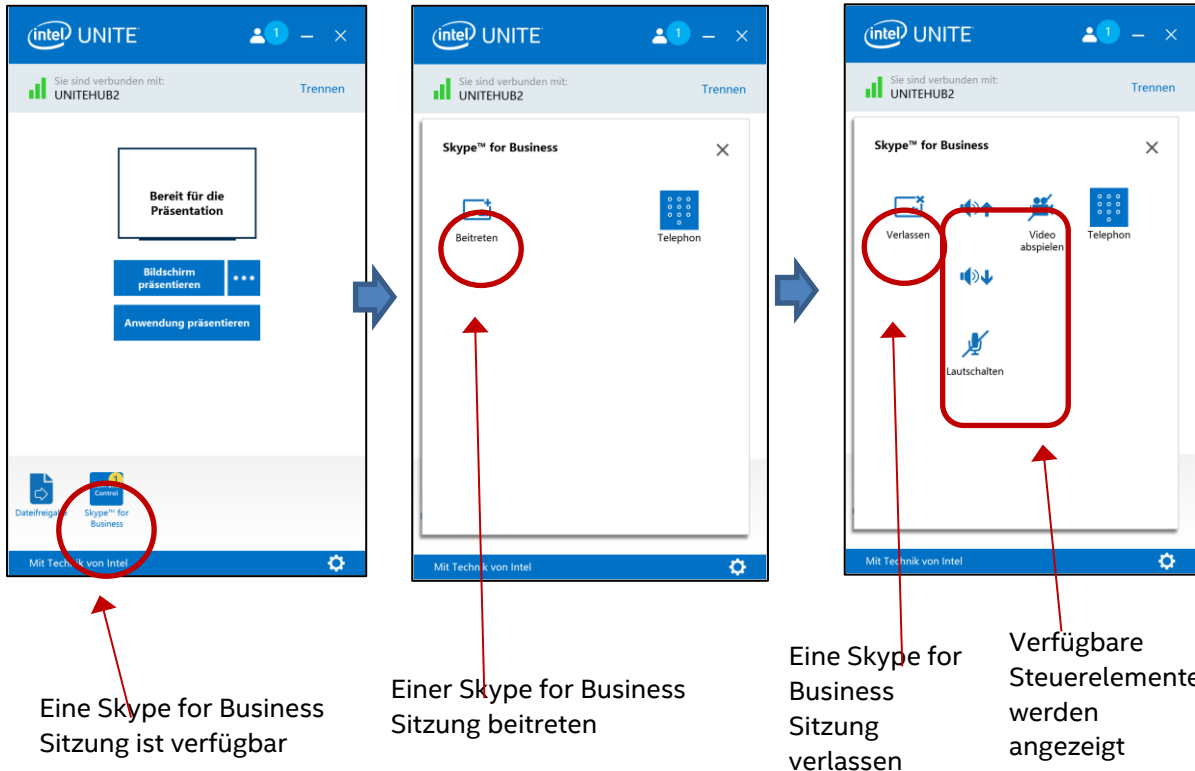 intel UNITE
1
Sie sind verbunden mit:
UNITEHUB2
Trennen
Bereit für die
Präsentation
Bildschirm
präsentieren
Anwendung präsentieren
1
Control
Dateifreigabe
Skype™ for
Business
Mit Technik von Intel
Eine Skype for Business
Sitzung ist verfügbar
intel UNITE
1
Sie sind verbunden mit:
UNITEHUB2
Trennen
Skype™ for Business
Beitreten
Telephon
Mit Technik von Intel
Einer Skype for Business
Sitzung beitreten
intel UNITE
1
Sie sind verbunden mit:
UNITEHUB2
Trennen
Skype™ for Business
Verlassen
Video
abspielen
Telephon
Lautschalten
Mit Technik von Intel
Eine Skype for
Business
Sitzung
verlassen
Verfügbare
Steuerelemente
werden
angezeigt